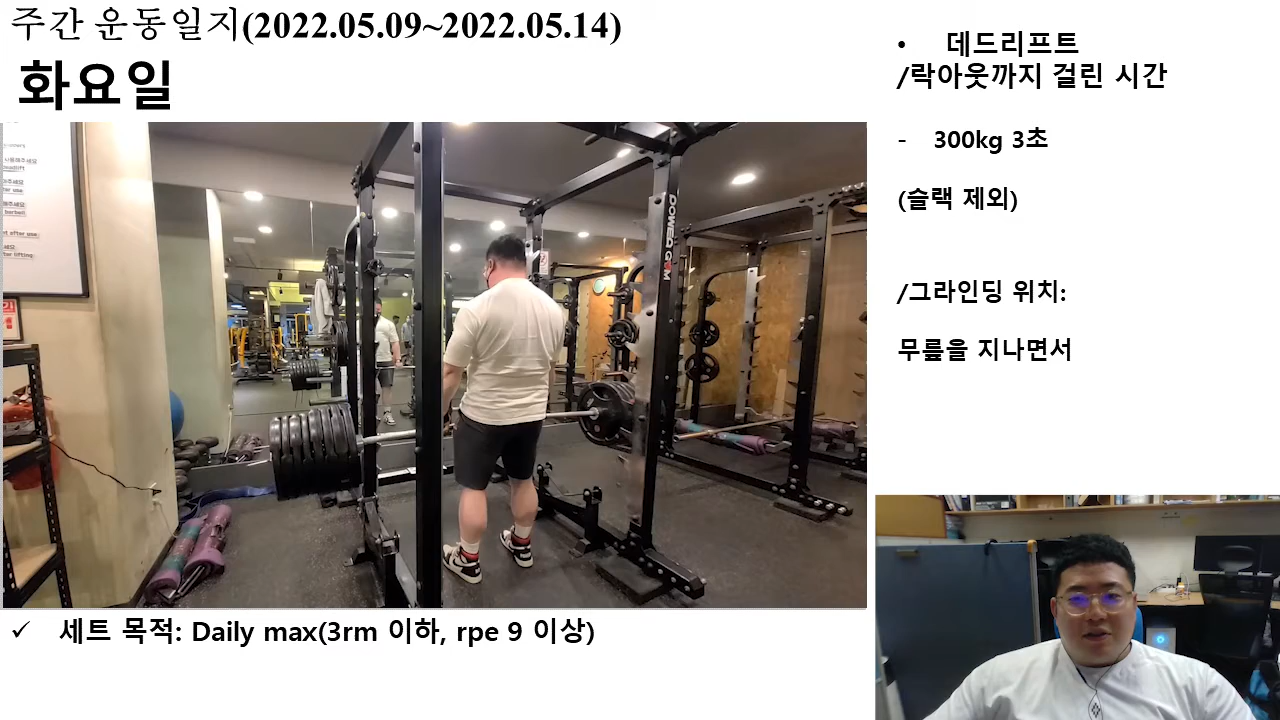 주간 운동일지(2022.05.09~2022.05.14)
화요일
• 데드리프트
/락아웃까지 걸린 시간
- 300kg 3초
(슬랙 제외)
/그라인딩 위치:
무릎을 지나면서
POWER GYM
after use
✓ 세트 목적: Daily max(3rm 이하, rpe 9 이상)